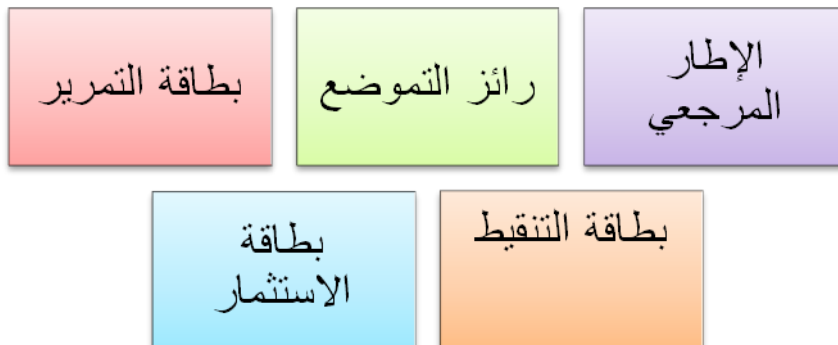 الإطار
المرجعي
رائز التموضع
بطاقة التمرير
بطاقة التنقيط
بطاقة
الاستثمار